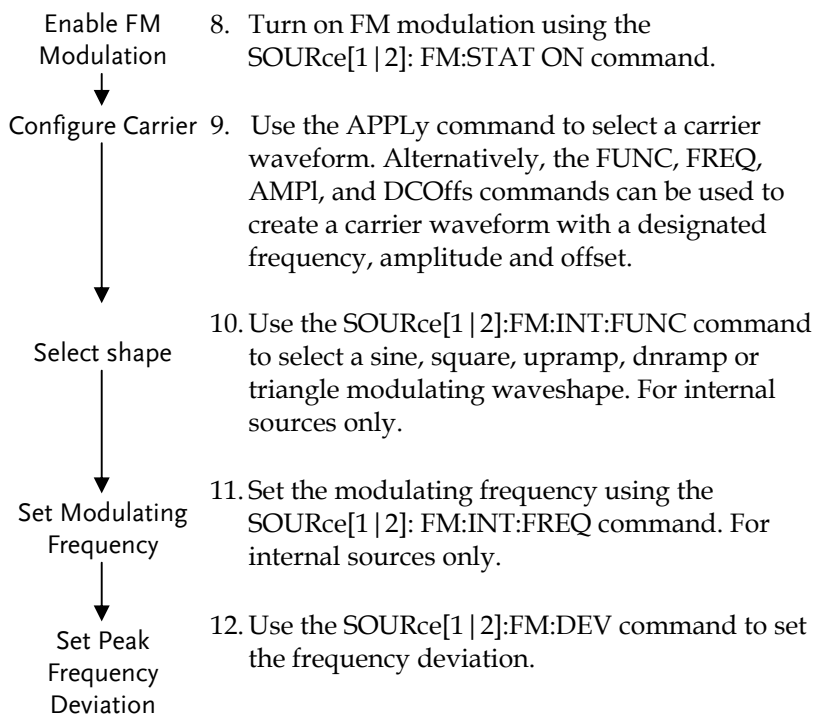 Enable FM
Modulation
8. Turn on FM modulation using the
SOURce[1|2]: FM:STAT ON command.
Configure Carrier
9. Use the APPLy command to select a carrier
waveform. Alternatively, the FUNC, FREQ,
AMPl, and DCOffs commands can be used to
create a carrier waveform with a designated
frequency, amplitude and offset.
Select shape
10. Use the SOURce[1|2]:FM:INT:FUNC command
to select a sine, square, upramp, dnramp or
triangle modulating waveshape. For internal
sources only.
Set Modulating
Frequency
11. Set the modulating frequency using the
SOURce[1|2]: FM:INT:FREQ command. For
internal sources only.
Set Peak
Frequency
Deviation
12. Use the SOURce[1|2]:FM:DEV command to set
the frequency deviation.